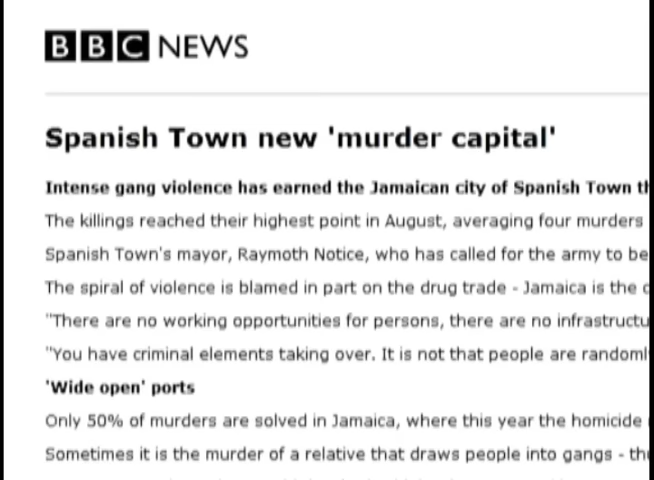 BBC NEWS
Spanish Town new 'murder capital'
Intense gang violence has earned the Jamaican city of Spanish Town
The killings reached their highest point in August, averaging four murders
Spanish Town's mayor, Raymoth Notice, who has called for the army to be
The spiral of violence is blamed in part on the drug trade - Jamaica is the
"There are no working opportunities for persons, there are no
"You have criminal elements taking over. It is not that people are
'Wide open' ports
Only 50% of murders are solved in Jamaica, where this year the homicide
Sometimes it is the murder of a relative that draws people into gangs -